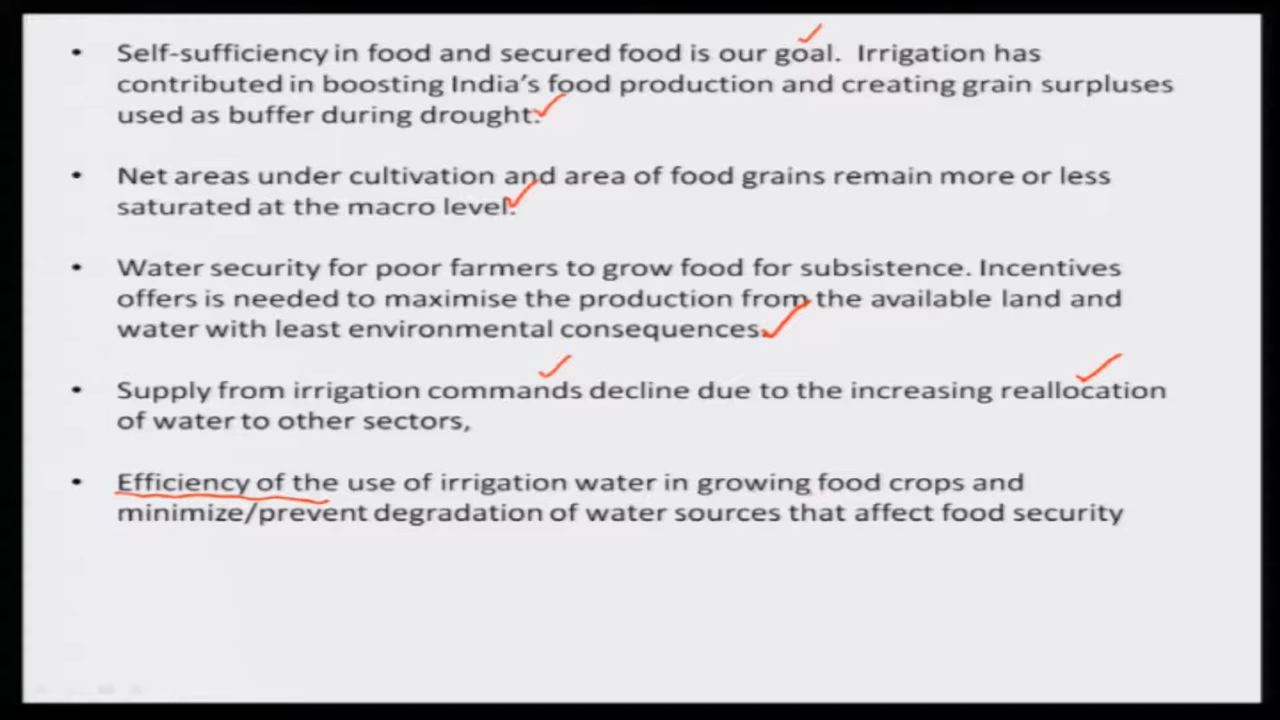 • Self-sufficiency in food and secured food is our goal. Irrigation has
contributed in boosting India's food production and creating grain surpluses
used as buffer during drought.
• Net areas under cultivation and area of food grains remain more or less
saturated at the macro level.
• Water security for poor farmers to grow food for subsistence. Incentives
offers is needed to maximise the production from the available land and
water with least environmental consequences.
• Supply from irrigation commands decline due to the increasing reallocation
of water to other sectors,
• Efficiency of the use of irrigation water in growing food crops and
minimize/prevent degradation of water sources that affect food security